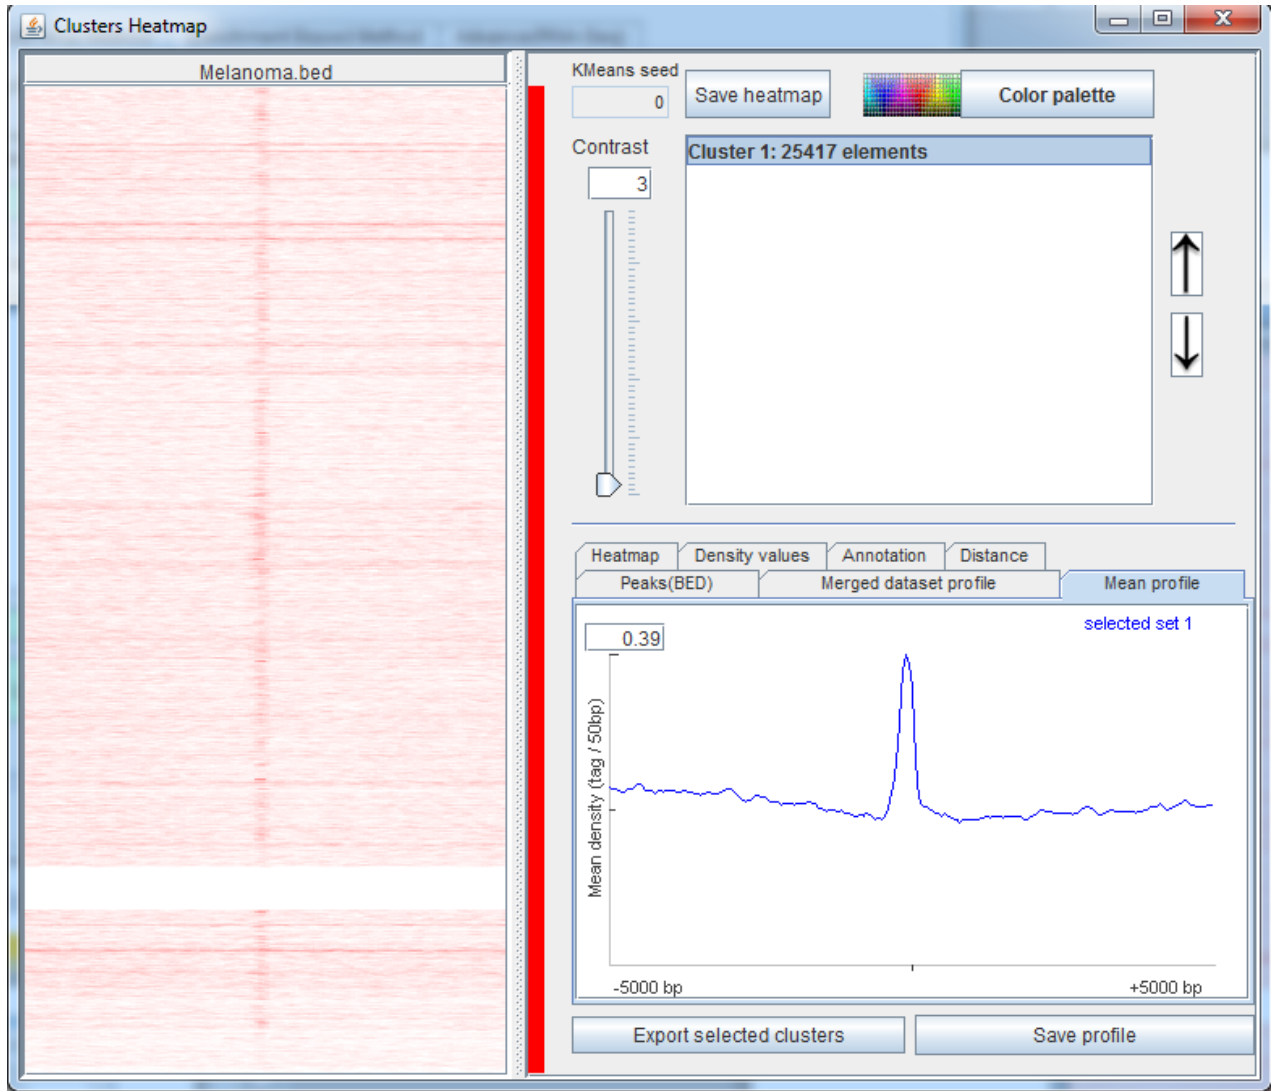 Clusters Heatmap
Melanoma.bed
KMeans seed
0
Save heatmap
Color palette
Contrast
3
Cluster 1: 25417 elements
Heatmap
Density values
Annotation
Distance
Peaks(BED)
Merged dataset profile
Mean profile
selected set 1
0.39
Mean density (tag / 50bp)
-5000 bp
+5000 bp
Export selected clusters
Save profile